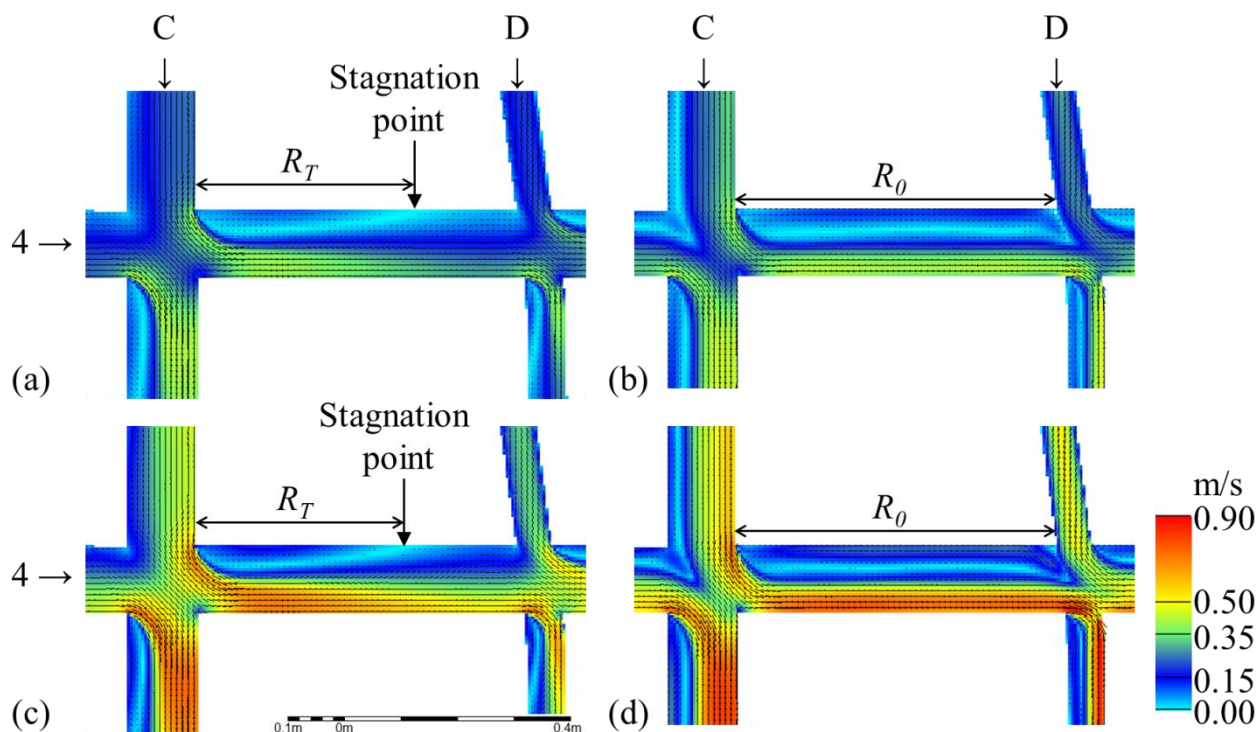 C D C D
Stagnation
point
R_T
R_0
4 →
(a)
(b)
Stagnation
point
R_T
R_0
4 →
m/s
0.90
0.50
0.35
0.15
0.00
(c)
0.1m 0m 0.4m
(d)